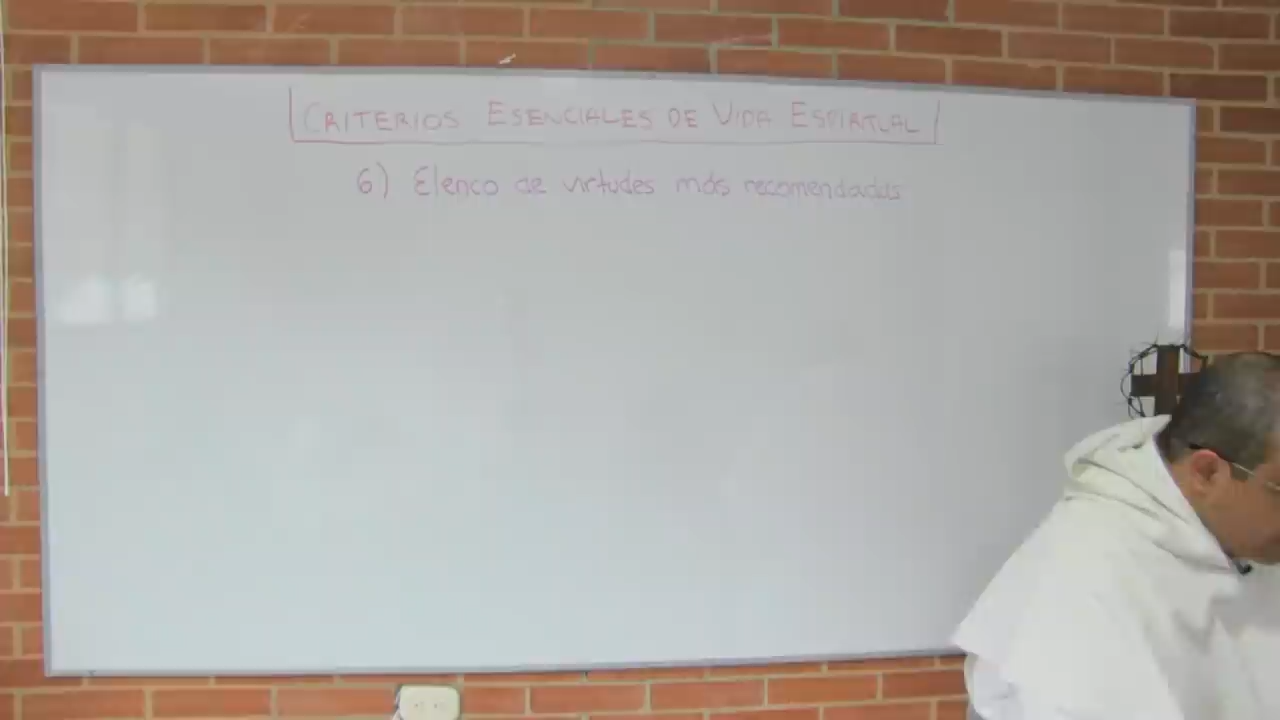 CRITERIOS ESENCIALES DE VIDA ESPIRITUAL
6) Elenco de virtudes más recomendadas